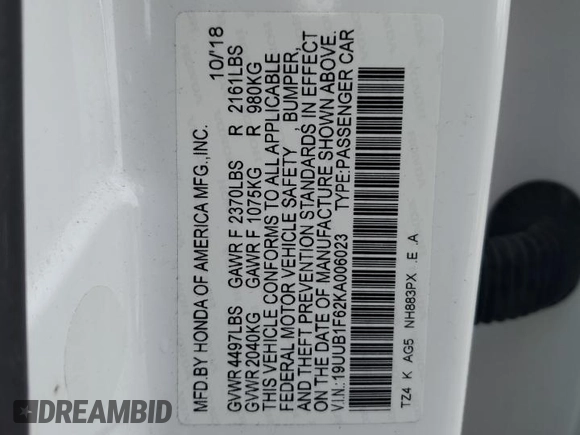 MFD.BY HONDA OF AMERICA MFG.,INC. 10/'18
GVWR 4497LBS GAWR F 2370LBS R 2161LBS
GVWR 2040KG GAWR F 1075KG R 980KG
THIS VEHICLE CONFORMS TO ALL APPLICABLE
FEDERAL MOTOR VEHICLE SAFETY , BUMPER,
AND THEFT PREVENTION STANDARDS IN EFFECT
ON THE DATE OF MANUFACTURE SHOWN ABOVE.
V.I.N.:19UUB1F62KA006023 TYPE:PASSENGER CAR
TZ4 K AG5 NH883PX .E .A
DREAMBID